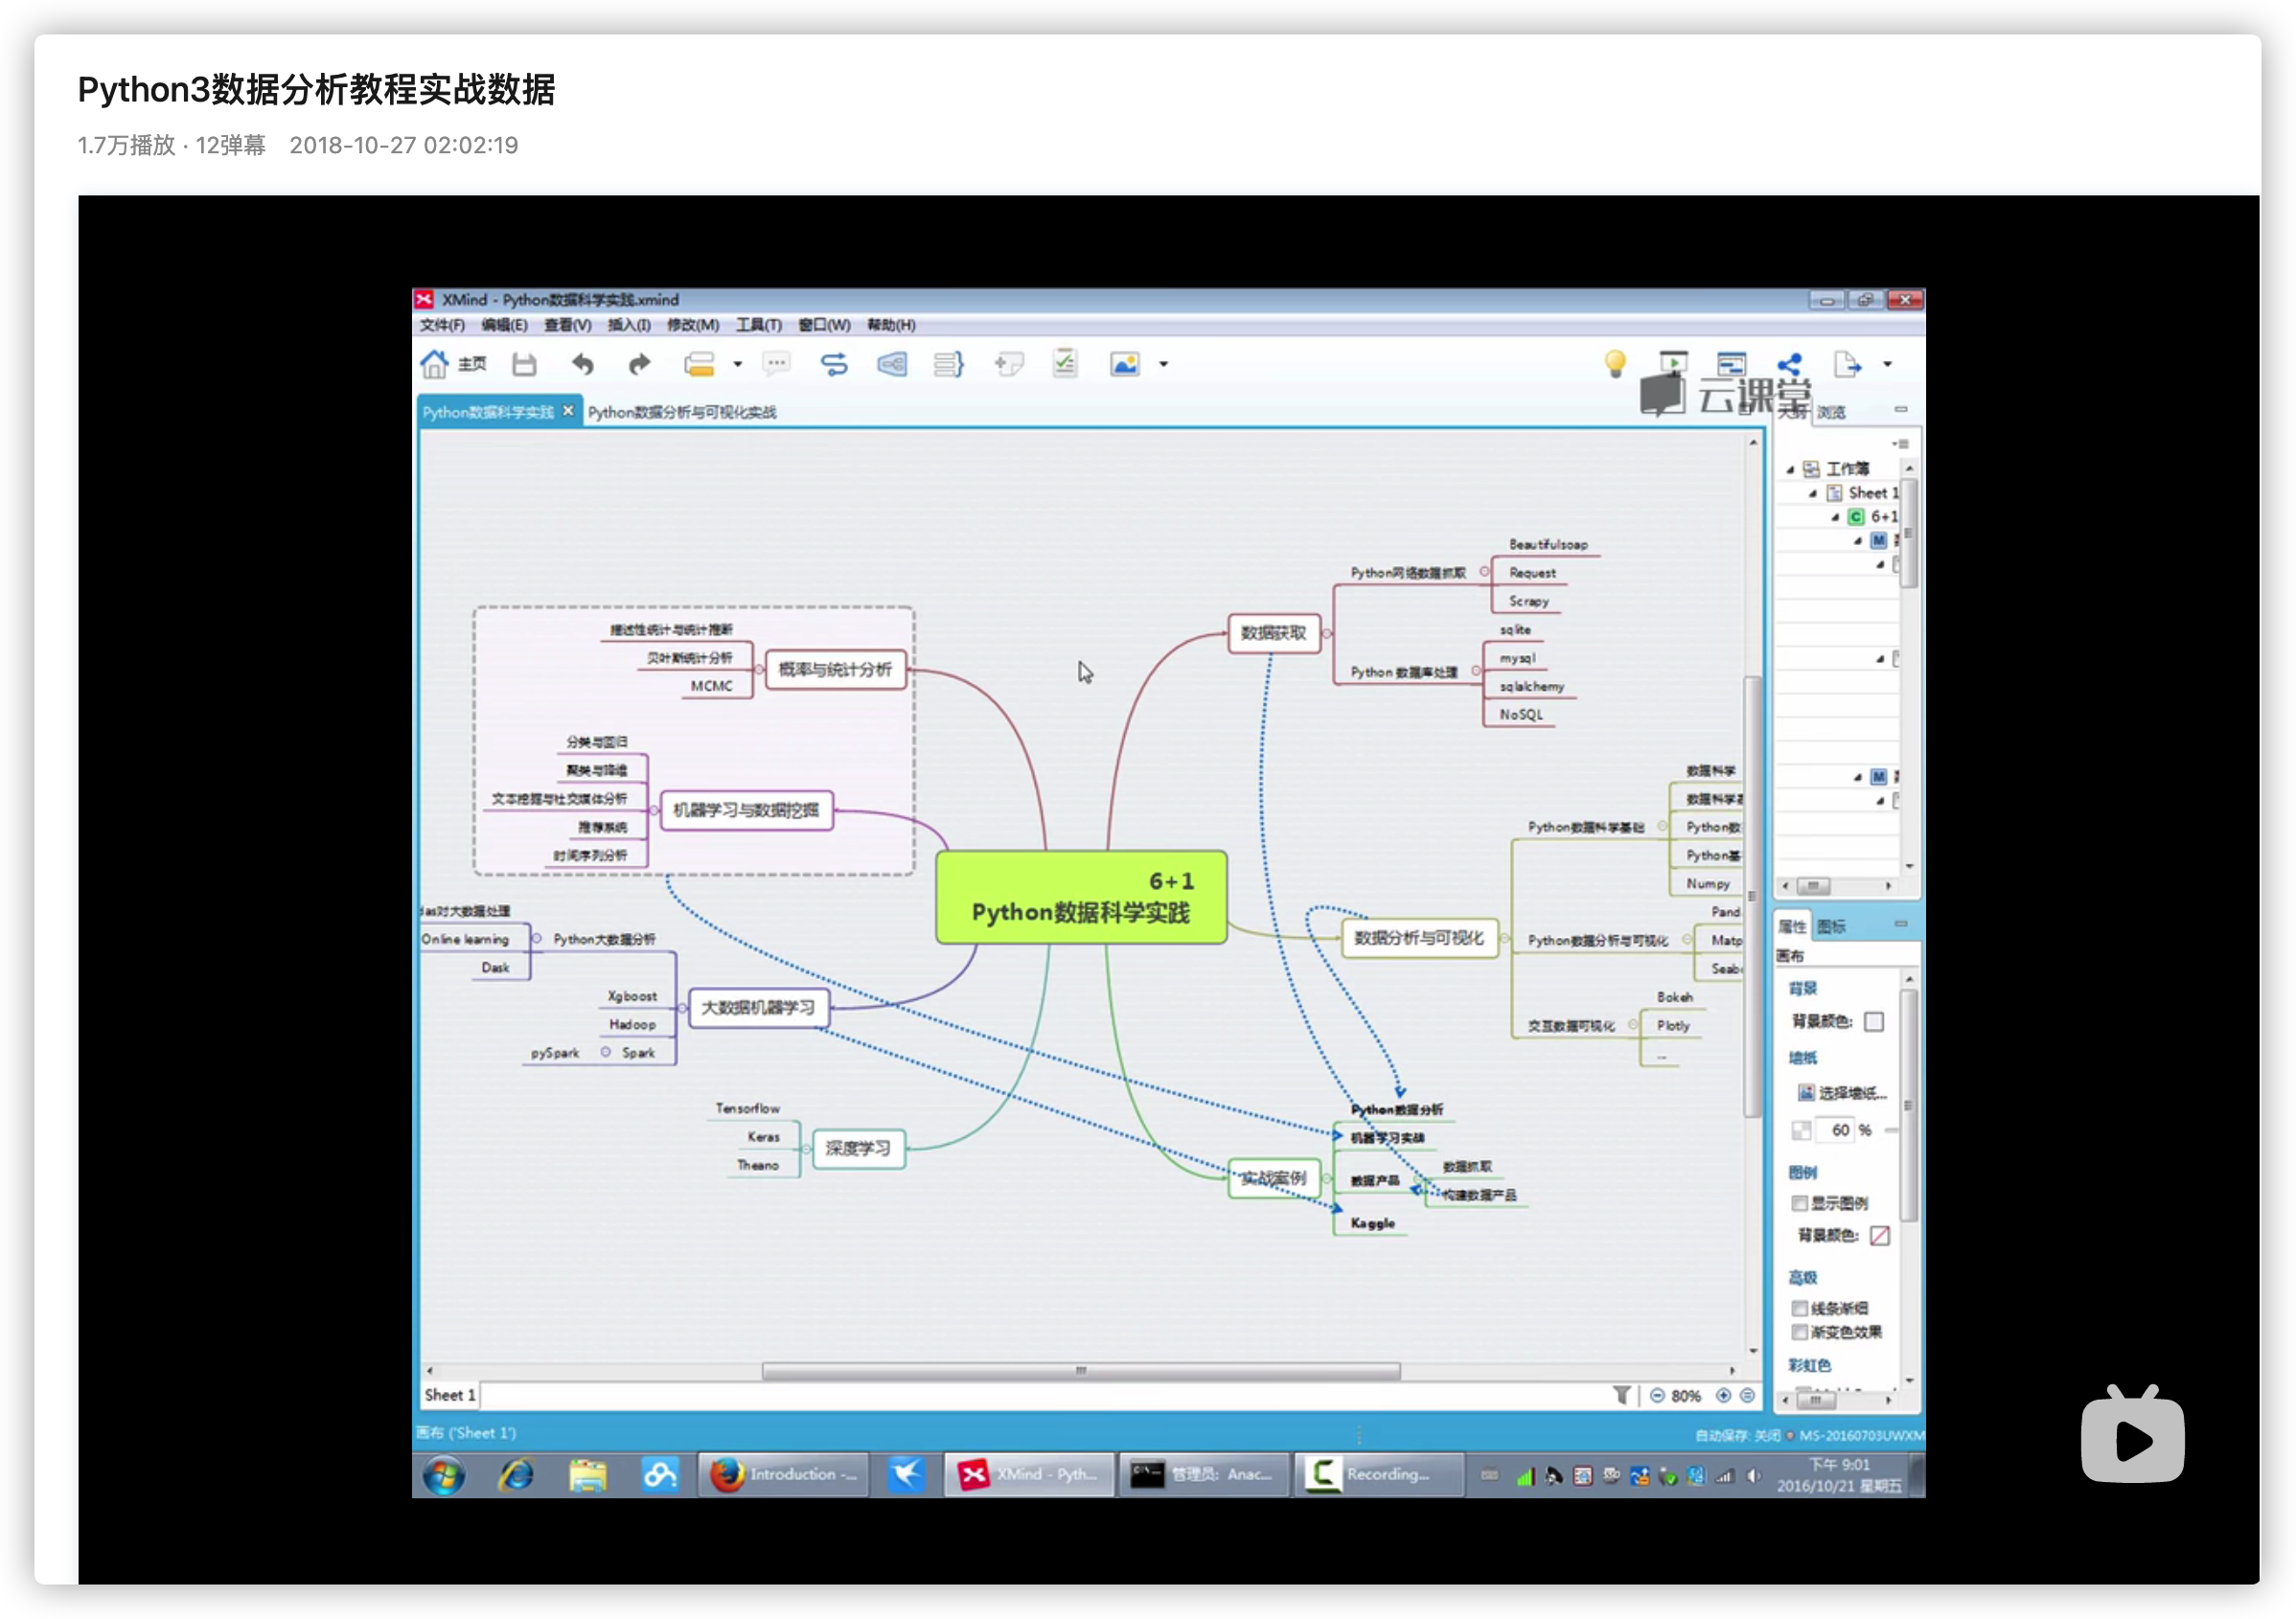 Python3数据分析教程实战数据
1.7万播放 · 12弹幕 2018-10-27 02:02:19
XMind - Python数据科学实践.xmind
文件(F) 编辑(E) 查看(V) 插入(I) 修改(M) 工具(T) 窗口(W) 帮助(H)
主页
云课堂
Python数据科学实践 Python数据分析与可视化实战
大纲 浏览
工作簿
Sheet 1
6+1
Beautifulsoap
Python网络数据抓取
Request
Scrapy
数据获取
sqlite
mysql
Python 数据库处理
sqlalchemy
NoSQL
描述性统计与统计推断
贝叶斯统计分析
MCMC
概率与统计分析
分类与回归
聚类与降维
文本挖掘与社交媒体分析
推荐系统
时间序列分析
机器学习与数据挖掘
6+1
Python数据科学实践
数据科学
数据科学
Python数据科学基础
Python数
Python基
Numpy
数据分析与可视化
Python数据分析与可视化
Pand
Matp
Seab
交互数据可视化
Bokeh
Plotly
...
das对大数据处理
Online learning
Dask
Python大数据分析
Xgboost
Hadoop
pySpark
Spark
大数据机器学习
Tensorflow
Keras
Theano
深度学习
实战案例
Python数据分析
机器学习实战
数据产品
数据抓取
构建数据产品
Kaggle
属性 图标
画布
背景
背景颜色:
墙纸
选择墙纸...
60 %
图例
显示图例
背景颜色:
高级
线条渐细
渐变色效果
彩虹色
Sheet 1
80%
画布 ('Sheet 1')
自动保存: 关闭 MS-20160703UWXM
Introduction -...
XMind - Pyth...
管理员: Anac...
Recording...
下午 9:01
2016/10/21 星期五